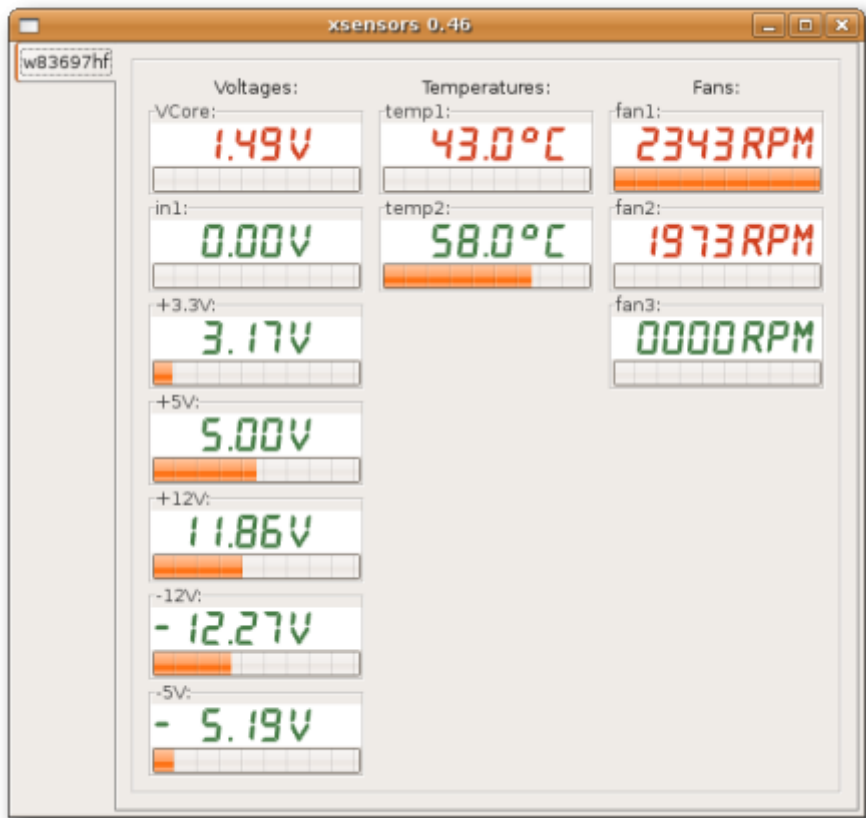 xsensors 0.46
w83697hf
Voltages:
VCore:
1.49V
in1:
0.00V
+3.3V:
3.17V
+5V:
5.00V
+12V:
11.86V
-12V:
-12.27V
-5V:
- 5.19V
Temperatures:
temp1:
43.0°C
temp2:
58.0°C
Fans:
fan1:
2343RPM
fan2:
1973RPM
fan3:
0000RPM